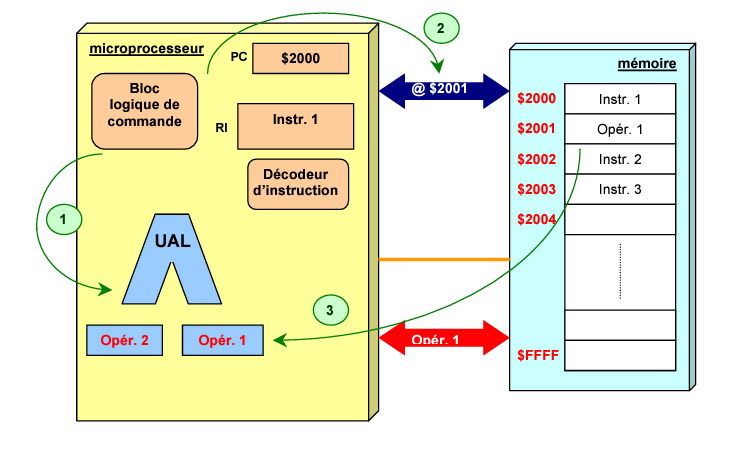 2
microprocesseur
PC
$2000
mémoire
Bloc
logique de
commande
@ $2001
$2000
Instr. 1
RI
Instr. 1
$2001
Opér. 1
$2002
Instr. 2
Décodeur
d'instruction
$2003
Instr. 3
1
$2004
UAL
3
Opér. 2
Opér. 1
Opér. 1
$FFFF